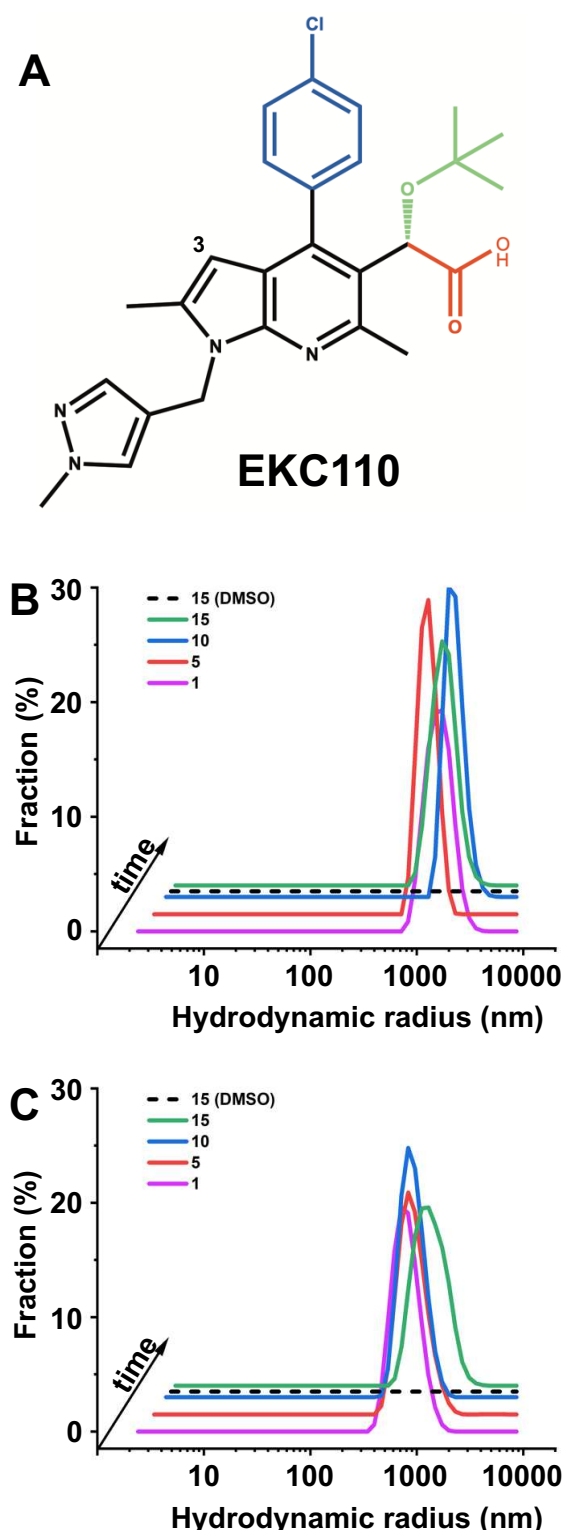 A
Cl
O
3
O
H
O
N
N
N
N
EKC110
B
30
20
10
0
Fraction (%)
15 (DMSO)
15
10
5
1
time
10 100 1000 10000
Hydrodynamic radius (nm)
C
30
20
10
0
Fraction (%)
15 (DMSO)
15
10
5
1
time
10 100 1000 10000
Hydrodynamic radius (nm)